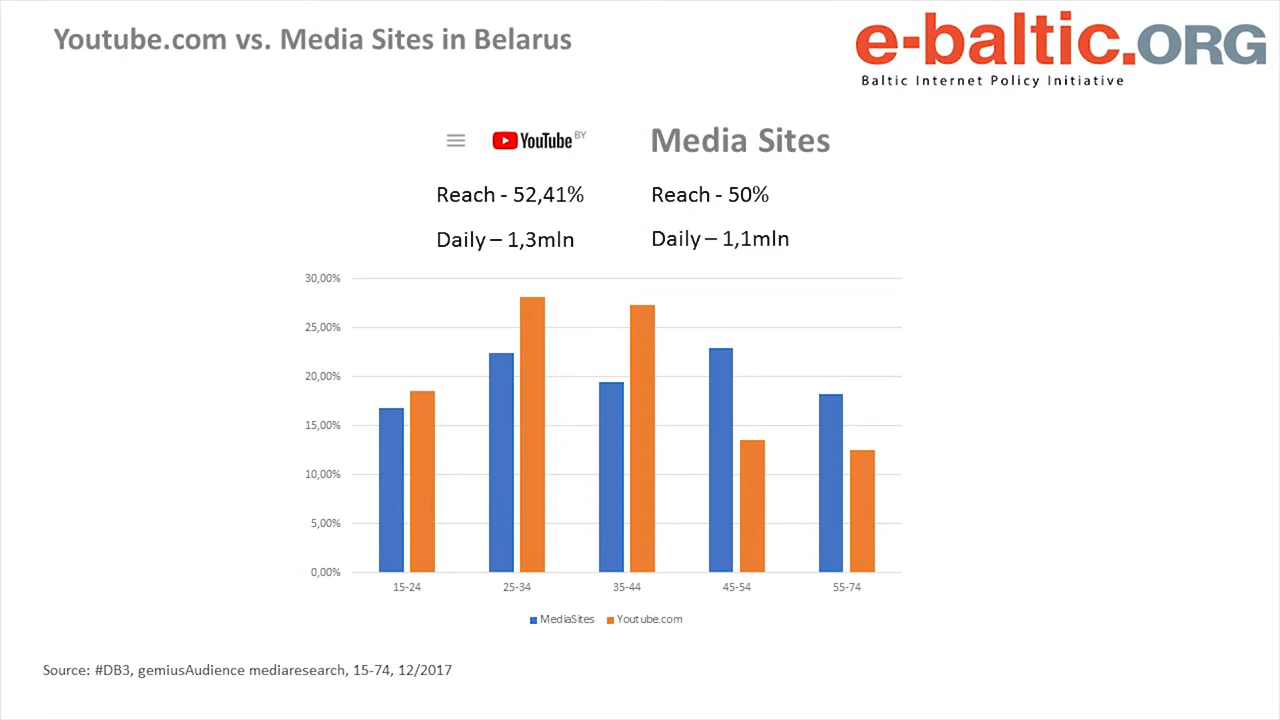 Youtube.com vs. Media Sites in Belarus
e-baltic.ORG
Baltic Internet Policy Initiative
YouTube BY
Media Sites
Reach - 52,41%
Reach - 50%
Daily – 1,3mln
Daily – 1,1mln
30,00%
25,00%
20,00%
15,00%
10,00%
5,00%
0,00%
15-24 25-34 35-44 45-54 55-74
MediaSites Youtube.com
Source: #DB3, gemiusAudience mediaresearch, 15-74, 12/2017